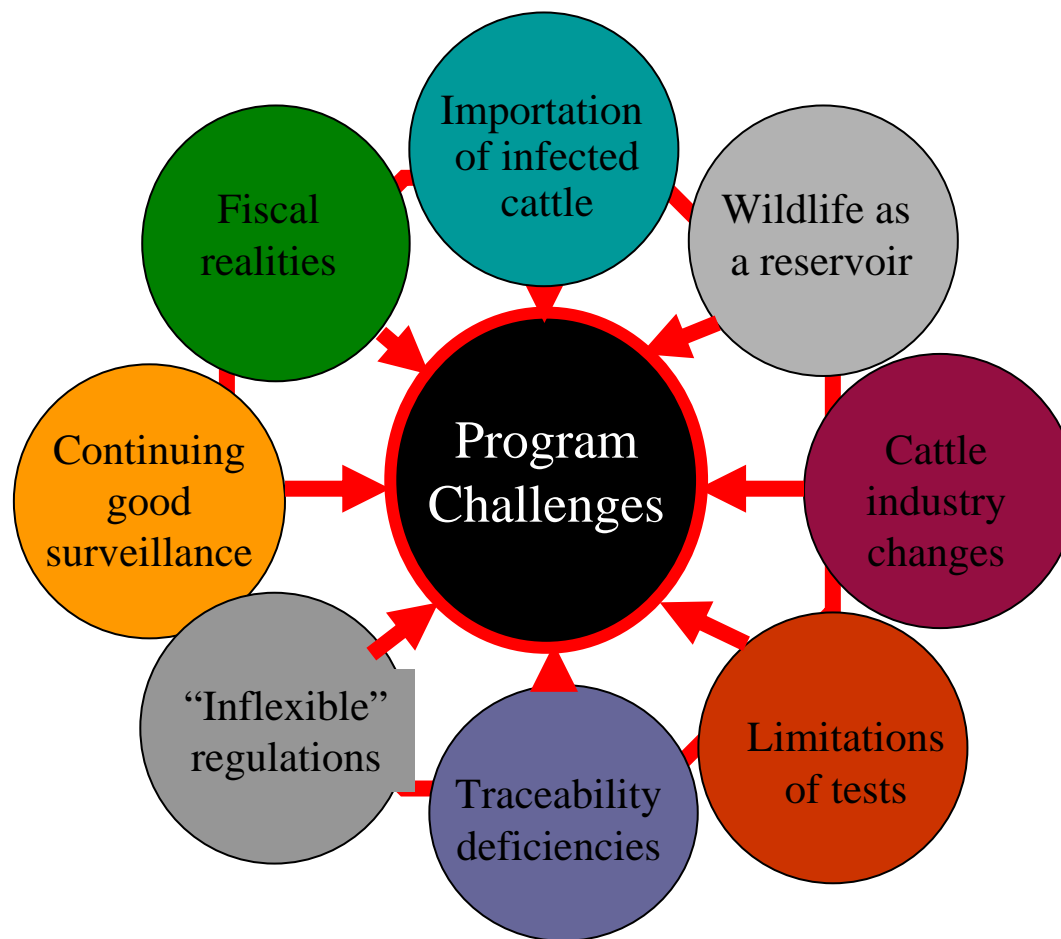 Importation
of infected
cattle
Fiscal
realities
Wildlife as
a reservoir
Program
Challenges
Continuing
good
surveillance
Cattle
industry
changes
“Inflexible”
regulations
Traceability
deficiencies
Limitations
of tests